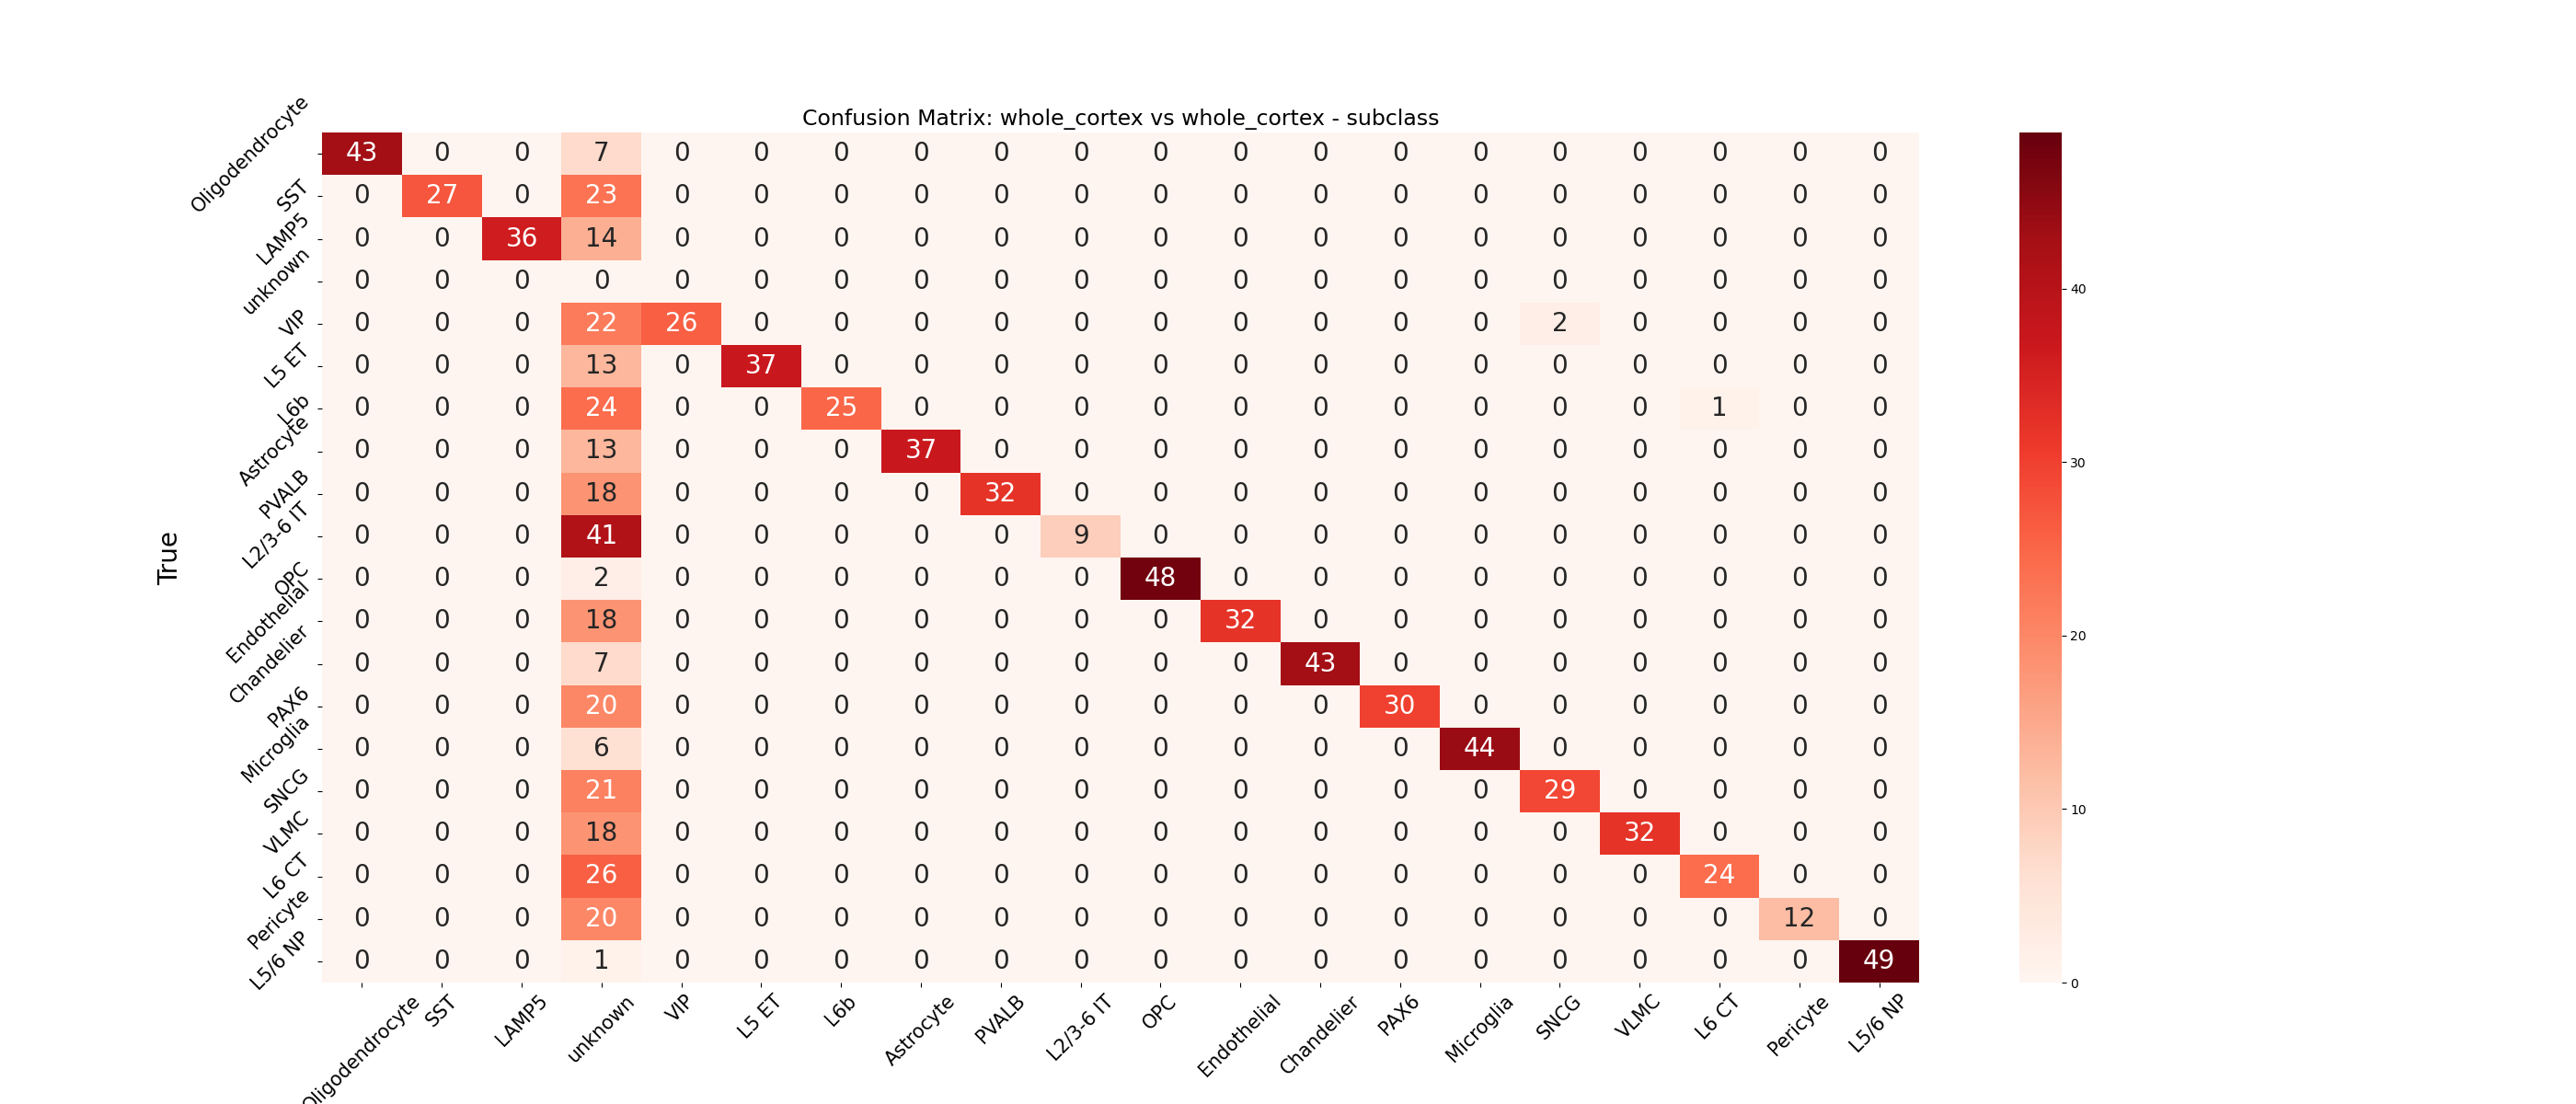 Confusion Matrix: whole_cortex vs whole_cortex - subclass
True
Oligodendrocyte 43 0 0 7 0 0 0 0 0 0 0 0 0 0 0 0 0 0 0 0
SST 0 27 0 23 0 0 0 0 0 0 0 0 0 0 0 0 0 0 0 0
LAMP5 0 0 36 14 0 0 0 0 0 0 0 0 0 0 0 0 0 0 0 0
unknown 0 0 0 0 0 0 0 0 0 0 0 0 0 0 0 0 0 0 0 0
VIP 0 0 0 22 26 0 0 0 0 0 0 0 0 0 0 2 0 0 0 0
L5 ET 0 0 0 13 0 37 0 0 0 0 0 0 0 0 0 0 0 0 0 0
L6b 0 0 0 24 0 0 25 0 0 0 0 0 0 0 0 0 0 1 0 0
Astrocyte 0 0 0 13 0 0 0 37 0 0 0 0 0 0 0 0 0 0 0 0
PVALB 0 0 0 18 0 0 0 0 32 0 0 0 0 0 0 0 0 0 0 0
L2/3-6 IT 0 0 0 41 0 0 0 0 0 9 0 0 0 0 0 0 0 0 0 0
OPC 0 0 0 2 0 0 0 0 0 0 48 0 0 0 0 0 0 0 0 0
Endothelial 0 0 0 18 0 0 0 0 0 0 0 32 0 0 0 0 0 0 0 0
Chandelier 0 0 0 7 0 0 0 0 0 0 0 0 43 0 0 0 0 0 0 0
PAX6 0 0 0 20 0 0 0 0 0 0 0 0 0 30 0 0 0 0 0 0
Microglia 0 0 0 6 0 0 0 0 0 0 0 0 0 0 44 0 0 0 0 0
SNCG 0 0 0 21 0 0 0 0 0 0 0 0 0 0 0 29 0 0 0 0
VLMC 0 0 0 18 0 0 0 0 0 0 0 0 0 0 0 0 32 0 0 0
L6 CT 0 0 0 26 0 0 0 0 0 0 0 0 0 0 0 0 0 24 0 0
Pericyte 0 0 0 20 0 0 0 0 0 0 0 0 0 0 0 0 0 0 12 0
L5/6 NP 0 0 0 1 0 0 0 0 0 0 0 0 0 0 0 0 0 0 0 49
Oligodendrocyte SST LAMP5 unknown VIP L5 ET L6b Astrocyte PVALB L2/3-6 IT OPC Endothelial Chandelier PAX6 Microglia SNCG VLMC L6 CT Pericyte L5/6 NP
40
30
20
10
0